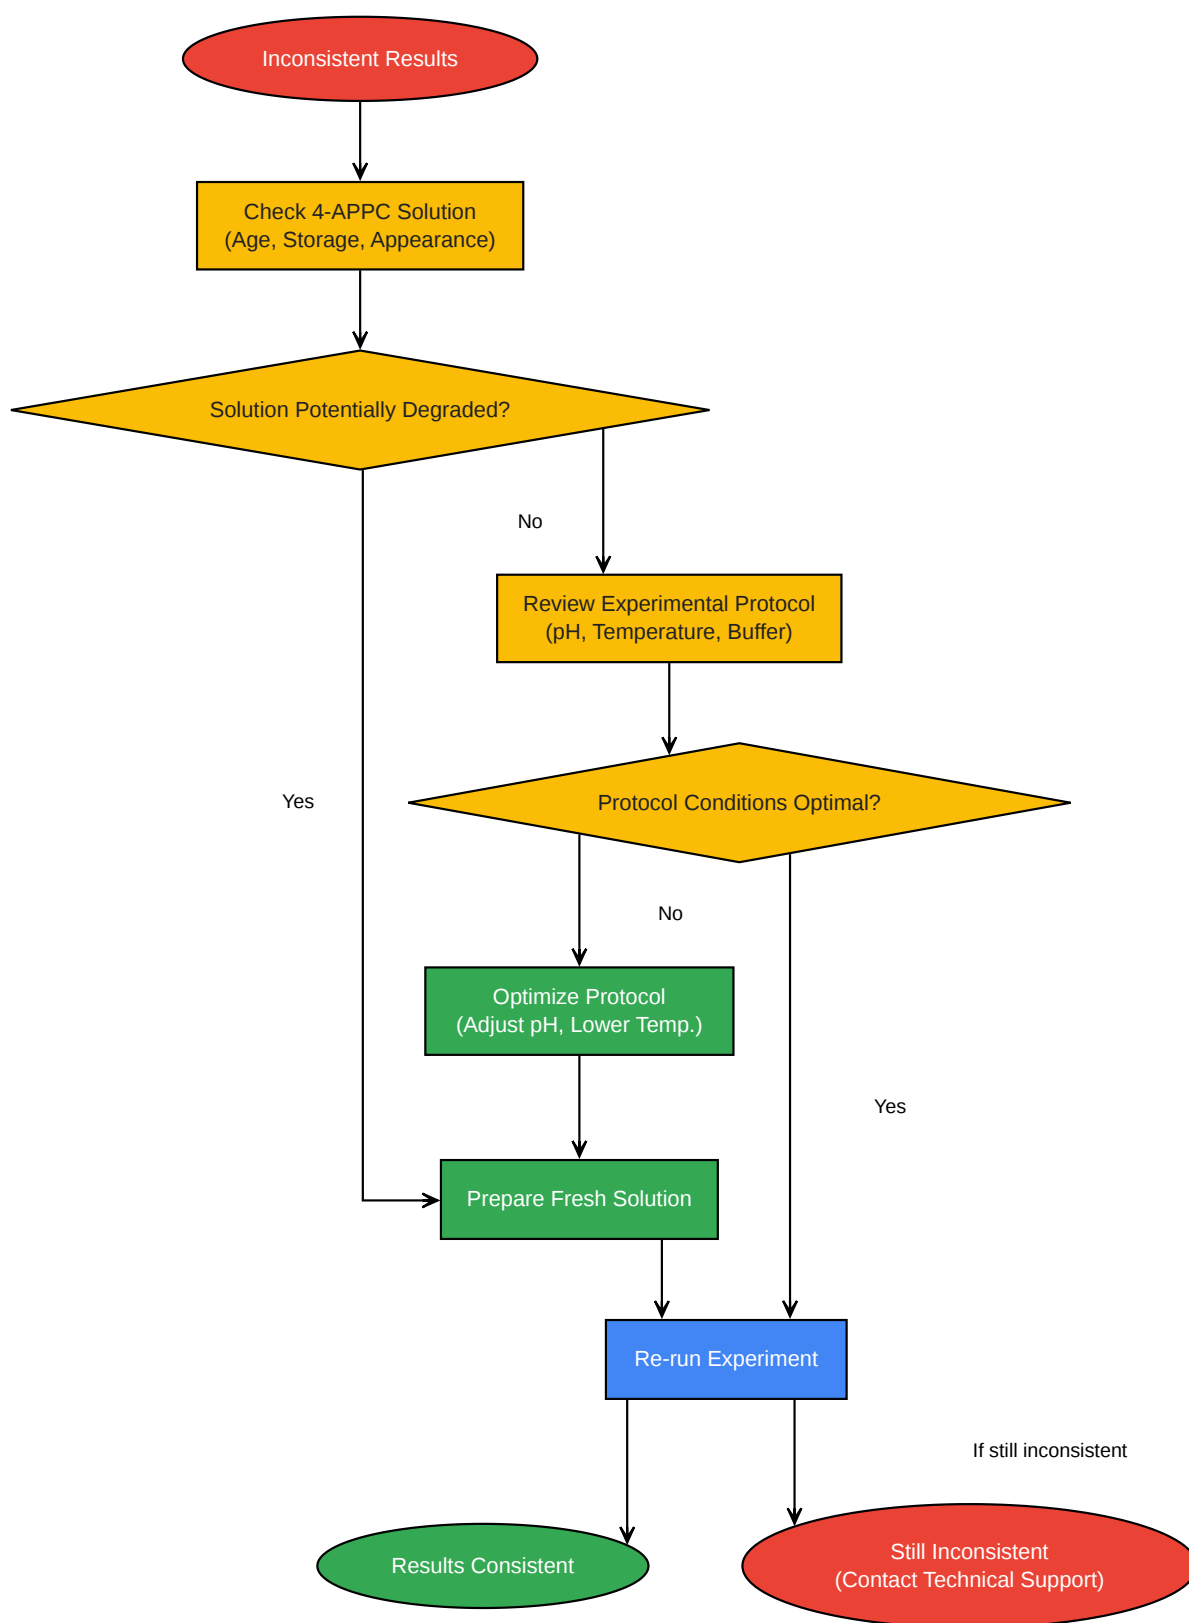 Inconsistent Results
Check 4-APPC Solution
(Age, Storage, Appearance)
Solution Potentially Degraded?
No
Review Experimental Protocol
(pH, Temperature, Buffer)
Yes
Protocol Conditions Optimal?
No
Optimize Protocol
(Adjust pH, Lower Temp.)
Yes
Prepare Fresh Solution
Re-run Experiment
If still inconsistent
Results Consistent
Still Inconsistent
(Contact Technical Support)